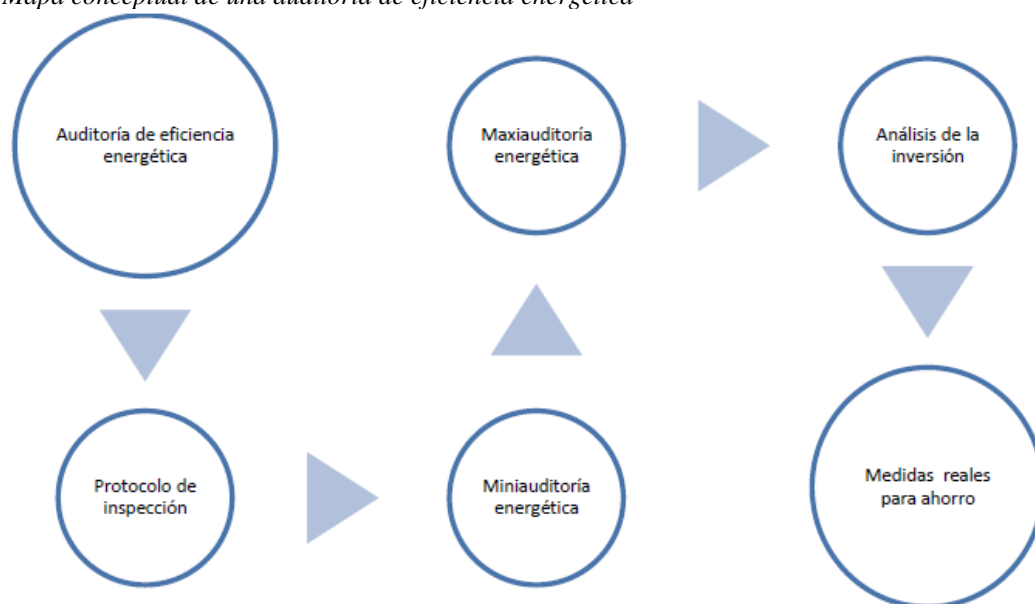 Mapa conceptual de una auditoría de eficiencia energética
Auditoría de eficiencia
energética
Protocolo de
inspección
Miniauditoría
energética
Maxiauditoría
energética
Análisis de la
inversión
Medidas reales
para ahorro